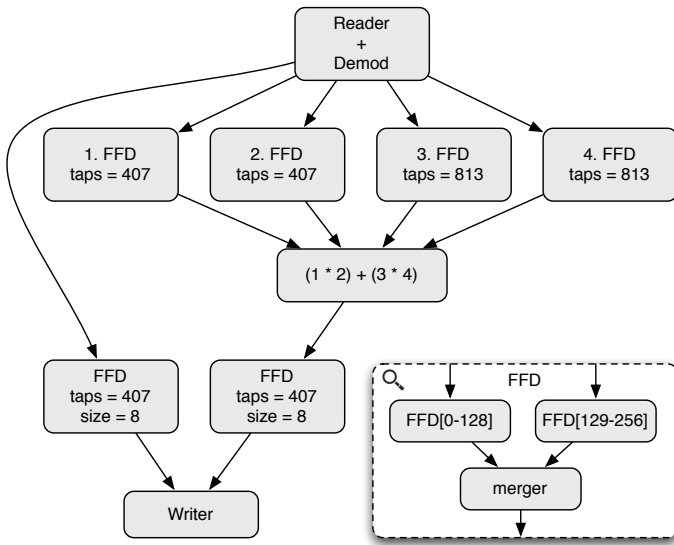 Reader
+
Demod
1. FFD
taps = 407
2. FFD
taps = 407
3. FFD
taps = 813
4. FFD
taps = 813
(1 * 2) + (3 * 4)
FFD
taps = 407
size = 8
FFD
taps = 407
size = 8
Writer
FFD
FFD[0-128]
FFD[129-256]
merger